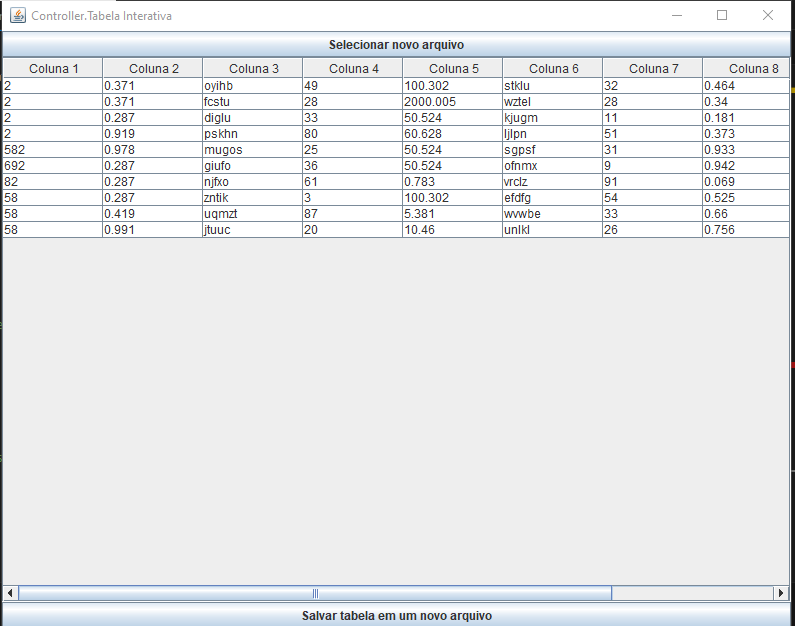 Controller.Tabela Interativa
Selecionar novo arquivo
Coluna 1 Coluna 2 Coluna 3 Coluna 4 Coluna 5 Coluna 6 Coluna 7 Coluna 8
2 0.371 oyihb 49 100.302 stklu 32 0.464
2 0.371 fcstu 28 2000.005 wztel 28 0.34
2 0.287 diglu 33 50.524 kjugm 11 0.181
2 0.919 pskhn 80 60.628 ljlpn 51 0.373
582 0.978 mugos 25 50.524 sgpsf 31 0.933
692 0.287 giufo 36 50.524 ofnmx 9 0.942
82 0.287 njfxo 61 0.783 vrclz 91 0.069
58 0.287 zntik 3 100.302 efdfg 54 0.525
58 0.419 uqmzt 87 5.381 wvwbe 33 0.66
58 0.991 jtuuc 20 10.46 unlkl 26 0.756
Salvar tabela em um novo arquivo